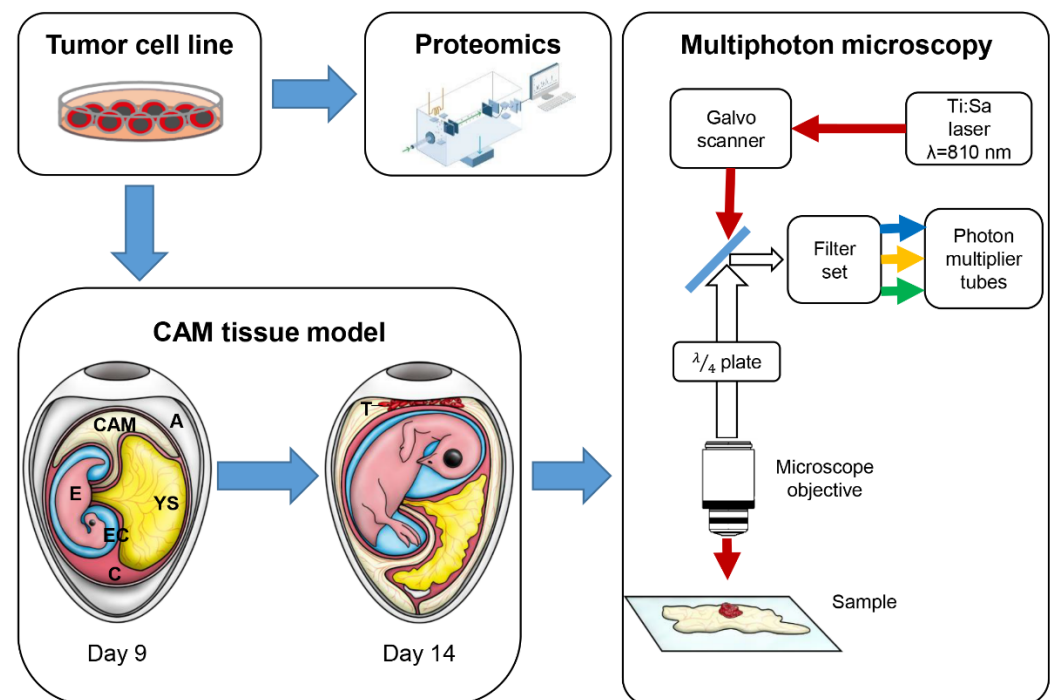 Tumor cell line
Proteomics
Multiphoton microscopy
Galvo
scanner
Ti:Sa
laser
λ=810 nm
Filter
set
Photon
multiplier
tubes
λ/4 plate
Microscope
objective
Sample
CAM tissue model
CAM
A
E
YS
EC
C
T
Day 9
Day 14